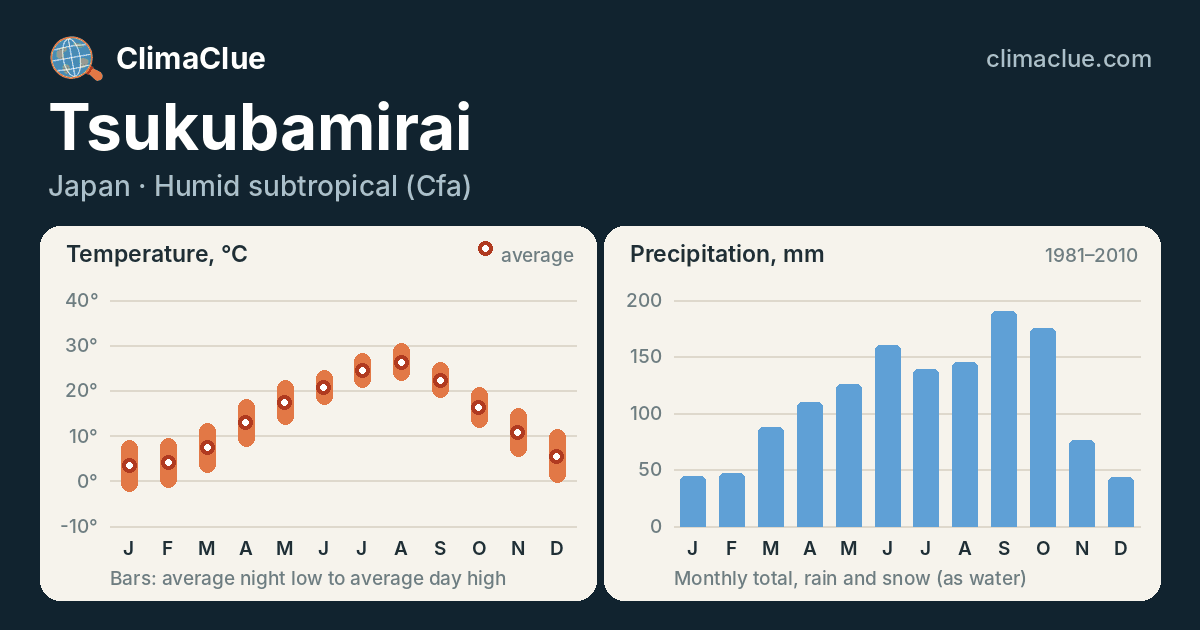 ClimaClue
climaclue.com
Tsukubamirai
Japan · Humid subtropical (Cfa)
Temperature, °C
average
40°
30°
20°
10°
0°
-10°
J F M A M J J A S O N D
Bars: average night low to average day high
Precipitation, mm
1981–2010
200
150
100
50
0
J F M A M J J A S O N D
Monthly total, rain and snow (as water)